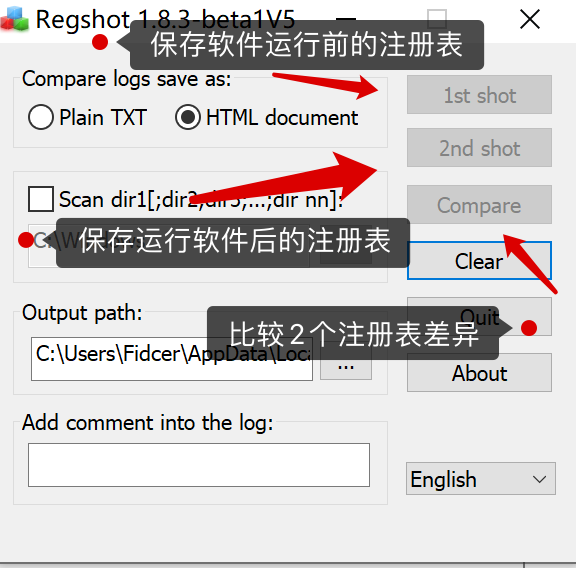 Regshot 1.8.3-beta1V5
保存软件运行前的注册表
Compare logs save as:
Plain TXT
HTML document
1st shot
2nd shot
Scan dir1[;dir2;dir3;...;dir nn]:
Compare
保存运行软件后的注册表
Clear
Output path:
Quit
比较2个注册表差异
C:\Users\Fidcer\AppData\Loca
...
About
Add comment into the log:
English